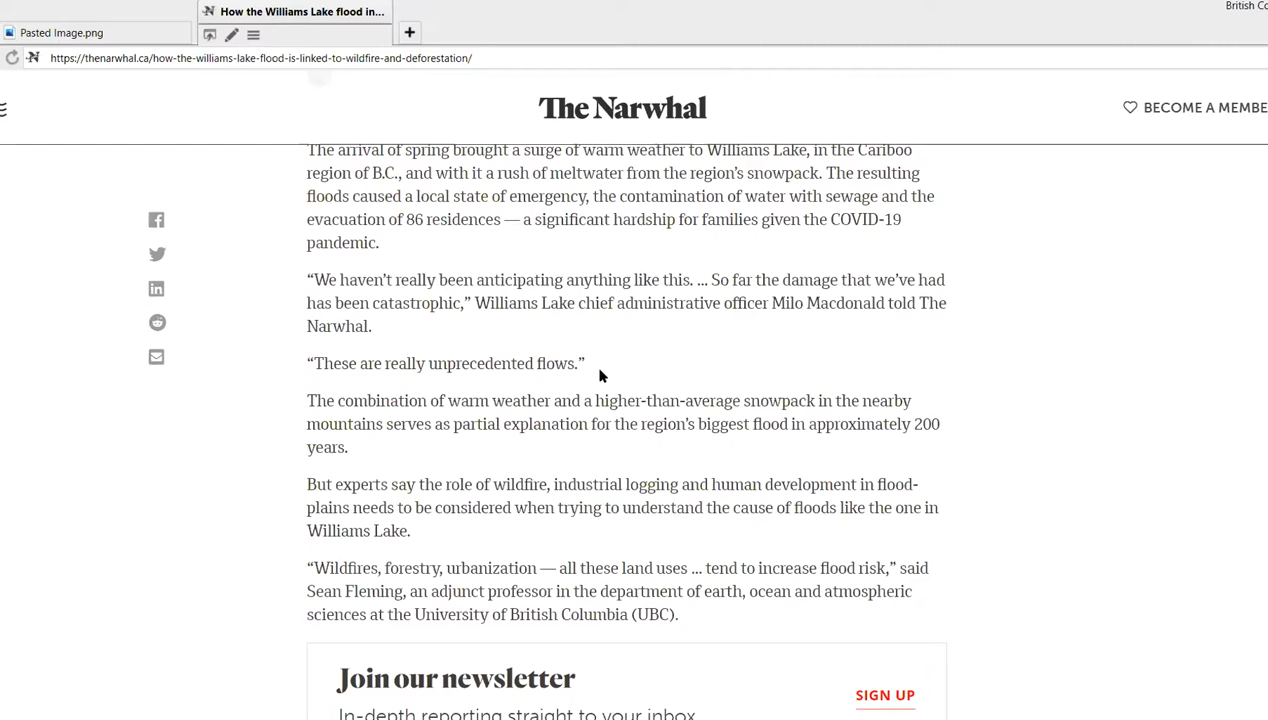 British Co
How the Williams Lake flood in...
Pasted Image.png
https://thenarwhal.ca/how-the-williams-lake-flood-is-linked-to-wildfire-and-deforestation/
The Narwhal
BECOME A MEMBE
The arrival of spring brought a surge of warm weather to Williams Lake, in the Cariboo
region of B.C., and with it a rush of meltwater from the region’s snowpack. The resulting
floods caused a local state of emergency, the contamination of water with sewage and the
evacuation of 86 residences — a significant hardship for families given the COVID-19
pandemic.
“We haven’t really been anticipating anything like this. ... So far the damage that we’ve had
has been catastrophic,” Williams Lake chief administrative officer Milo Macdonald told The
Narwhal.
“These are really unprecedented flows.”
The combination of warm weather and a higher-than-average snowpack in the nearby
mountains serves as partial explanation for the region’s biggest flood in approximately 200
years.
But experts say the role of wildfire, industrial logging and human development in flood-
plains needs to be considered when trying to understand the cause of floods like the one in
Williams Lake.
“Wildfires, forestry, urbanization — all these land uses ... tend to increase flood risk,” said
Sean Fleming, an adjunct professor in the department of earth, ocean and atmospheric
sciences at the University of British Columbia (UBC).
Join our newsletter
SIGN UP
In-depth reporting straight to your inbox